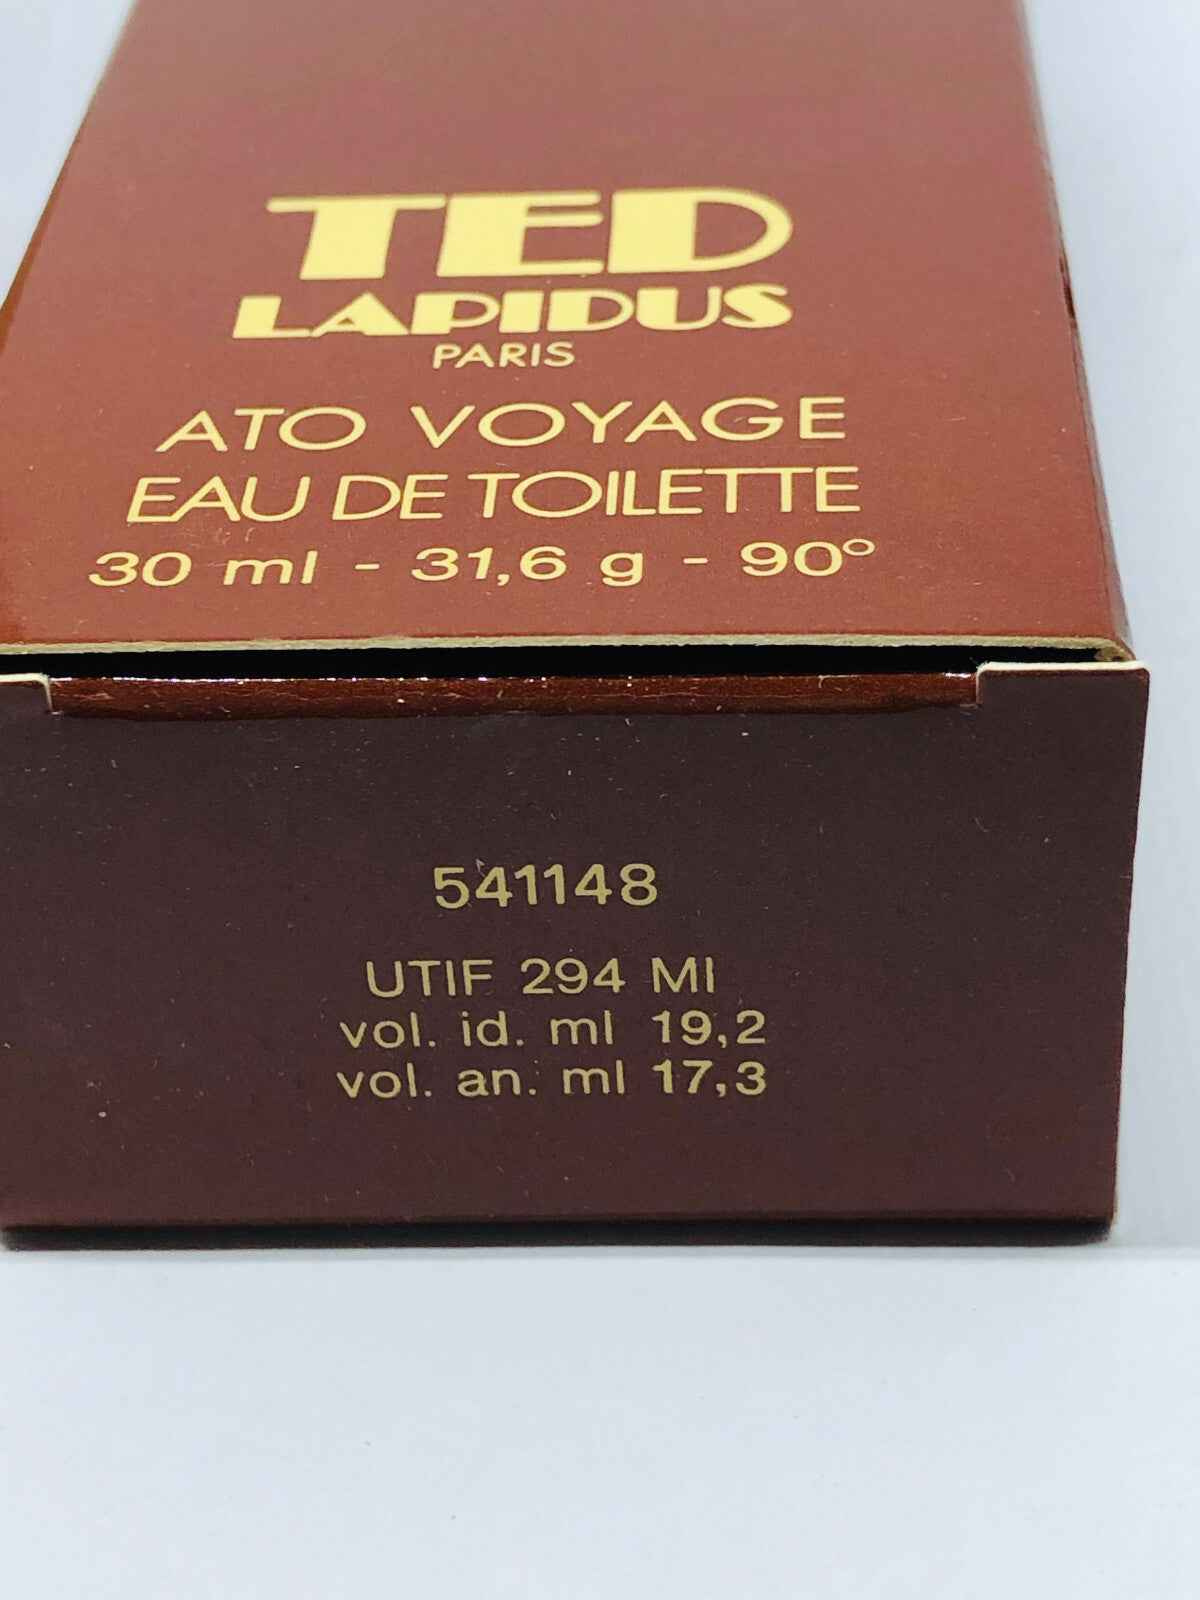 TED
LAPIDUS
PARIS
ATO VOYAGE
EAU DE TOILETTE
30 ml - 31,6 g - 90°
541148
UTIF 294 MI
vol. id. ml 19,2
vol. an. ml 17,3